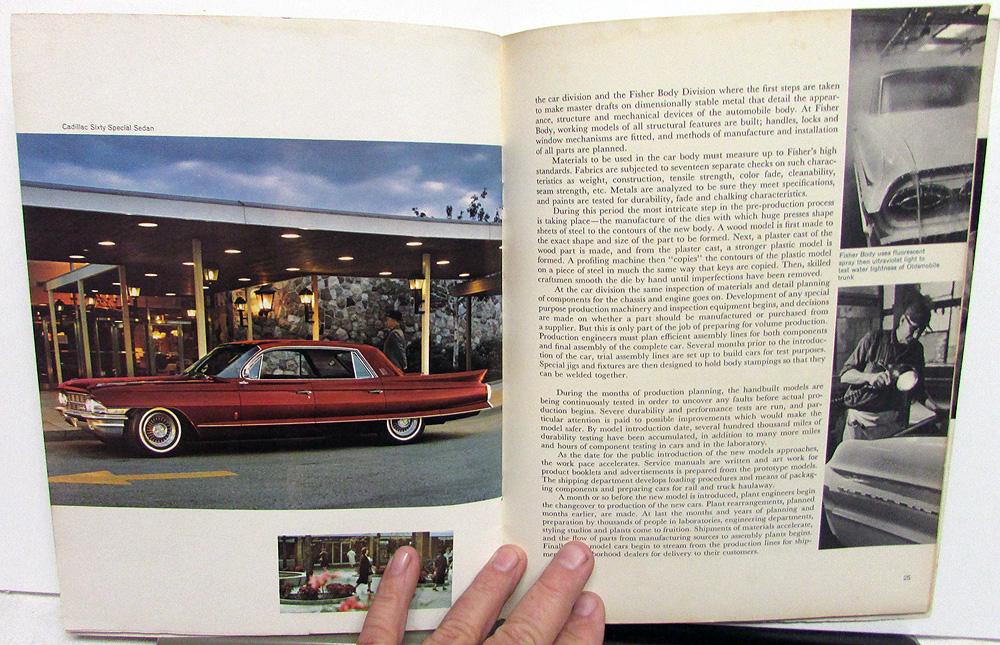 Cadillac Sixty Special Sedan
the car division and the Fisher Body Division where the first steps are taken
to make master drafts on dimensionally stable metal that detail the appear-
ance, structure and mechanical devices of the automobile body. At Fisher
Body, working models of all structural features are built; handles, locks and
window mechanisms are fitted, and methods of manufacture and installation
of all parts are planned.
Materials to be used in the car body must measure up to Fisher's high
standards. Fabrics are subjected to seventeen separate checks on such charac-
teristics as weight, construction, tensile strength, color fade, cleanability,
seam strength, etc. Metals are analyzed to be sure they meet specifications,
and paints are tested for durability, fade and chalking characteristics.
During this period the most intricate step in the pre-production process
is taking place—the manufacture of the dies with which huge presses shape
sheets of steel to the contours of the new body. A wood model is first made to
the exact shape and size of the part to be formed. Next, a plaster cast of the
wood part is made, and from the plaster cast, a stronger plastic model is
formed. A profiling machine then "copies" the contours of the plastic model
on a piece of steel in much the same way that keys are copied. Then, skilled
craftsmen smooth the die by hand until imperfections have been removed.
At the car division the same inspection of materials and detail planning
of components for the chassis and engine goes on. Development of any special
purpose production machinery and inspection equipment begins, and decisions
are made on whether a part should be manufactured or purchased from
a supplier. But this is only part of the job of preparing for volume production.
Production engineers must plan efficient assembly lines for both components
and final assembly of the complete car. Several months prior to the introduc-
tion of the car, trial assembly lines are set up to build cars for test purposes.
Special jigs and fixtures are then designed to hold body stampings so that they
can be welded together.
During the months of production planning, the handbuilt models are
being continuously tested in order to uncover any faults before actual pro-
duction begins. Severe durability and performance tests are run, and par-
ticular attention is paid to possible improvements which would make the
model safer. By model introduction date, several hundred thousand miles of
durability testing have been accumulated, in addition to many more miles
and hours of component testing in cars and in the laboratory.
As the date for the public introduction of the new models approaches,
the work pace accelerates. Service manuals are written and art work for
product booklets and advertisements is prepared from the prototype models.
The shipping department develops loading procedures and means of packag-
ing components and preparing cars for rail and truck haulaway.
A month or so before the new model is introduced, plant engineers begin
the changeover to production of the new cars. Plant rearrangements, planned
months earlier, are made. At last the months and years of planning and
preparation by thousands of people in laboratories, engineering departments,
styling studios and plants come to fruition. Shipments of materials accelerate,
and the flow of parts from manufacturing sources to assembly plants begins.
model cars begin to stream from the production lines for ship-
dealers for delivery to their customers.
Fisher Body uses fluorescent
spray then ultraviolet light to
test water tightness of Oldsmobile
trunk
25